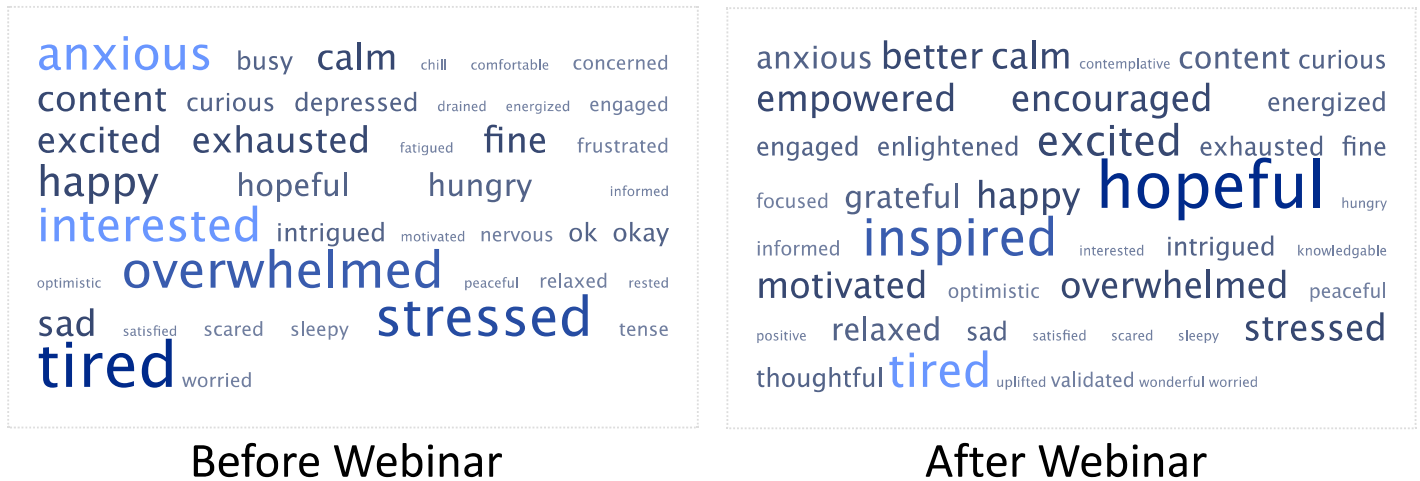 anxious busy calm chill comfortable concerned
content curious depressed drained energized engaged
excited exhausted fatigued fine frustrated
happy hopeful hungry informed
interested intrigued motivated nervous ok okay
optimistic overwhelmed peaceful relaxed rested
sad satisfied scared sleepy stressed tense
tired worried
Before Webinar
anxious better calm contemplative content curious
empowered encouraged energized
engaged enlightened excited exhausted fine
focused grateful happy hopeful hungry
informed inspired interested intrigued knowledgable
motivated optimistic overwhelmed peaceful
positive relaxed sad satisfied scared sleepy stressed
thoughtful tired uplifted validated wonderful worried
After Webinar